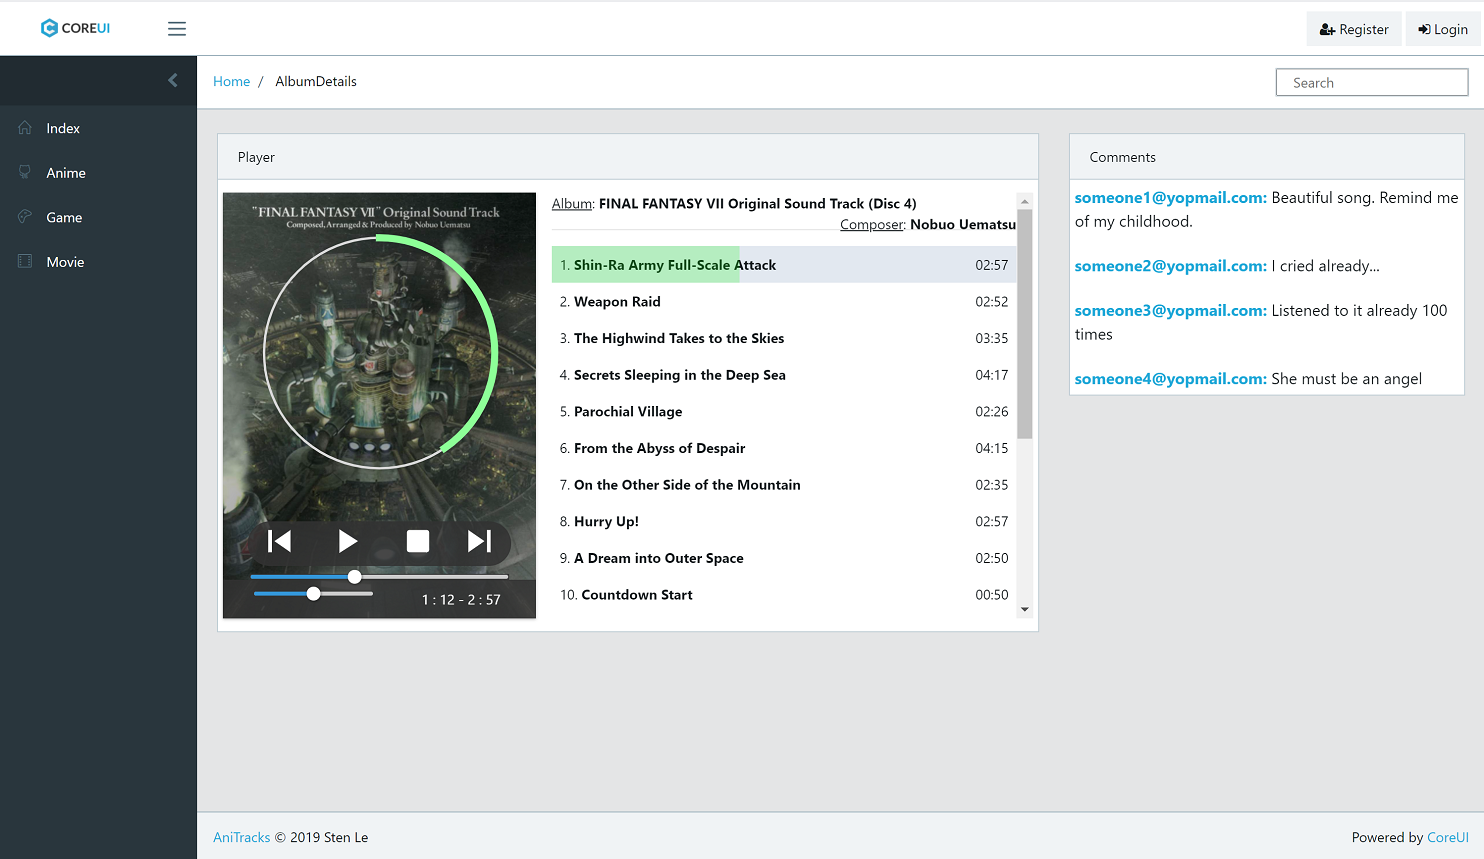 COREUI
Register
Login
Home / AlbumDetails
Search
Index
Anime
Game
Movie
Player
"FINAL FANTASY VII" Original Sound Track
Composed, Arranged & Produced by Nobuo Uematsu
1 : 12 - 2 : 57
Album: FINAL FANTASY VII Original Sound Track (Disc 4)
Composer: Nobuo Uematsu
1. Shin-Ra Army Full-Scale Attack 02:57
2. Weapon Raid 02:52
3. The Highwind Takes to the Skies 03:35
4. Secrets Sleeping in the Deep Sea 04:17
5. Parochial Village 02:26
6. From the Abyss of Despair 04:15
7. On the Other Side of the Mountain 02:35
8. Hurry Up! 02:57
9. A Dream into Outer Space 02:50
10. Countdown Start 00:50
Comments
someone1@yopmail.com: Beautiful song. Remind me
of my childhood.
someone2@yopmail.com: I cried already...
someone3@yopmail.com: Listened to it already 100
times
someone4@yopmail.com: She must be an angel
AniTracks © 2019 Sten Le
Powered by CoreUI